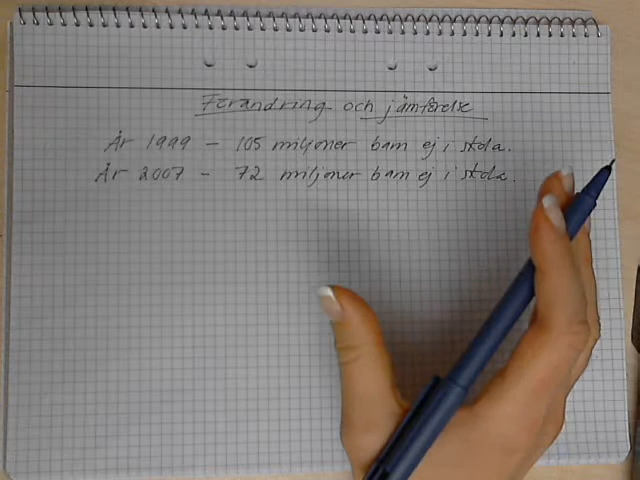 Förändring och jämförelse
År 1999 - 105 miljoner barn ej i skola.
År 2007 - 72 miljoner barn ej i skola.